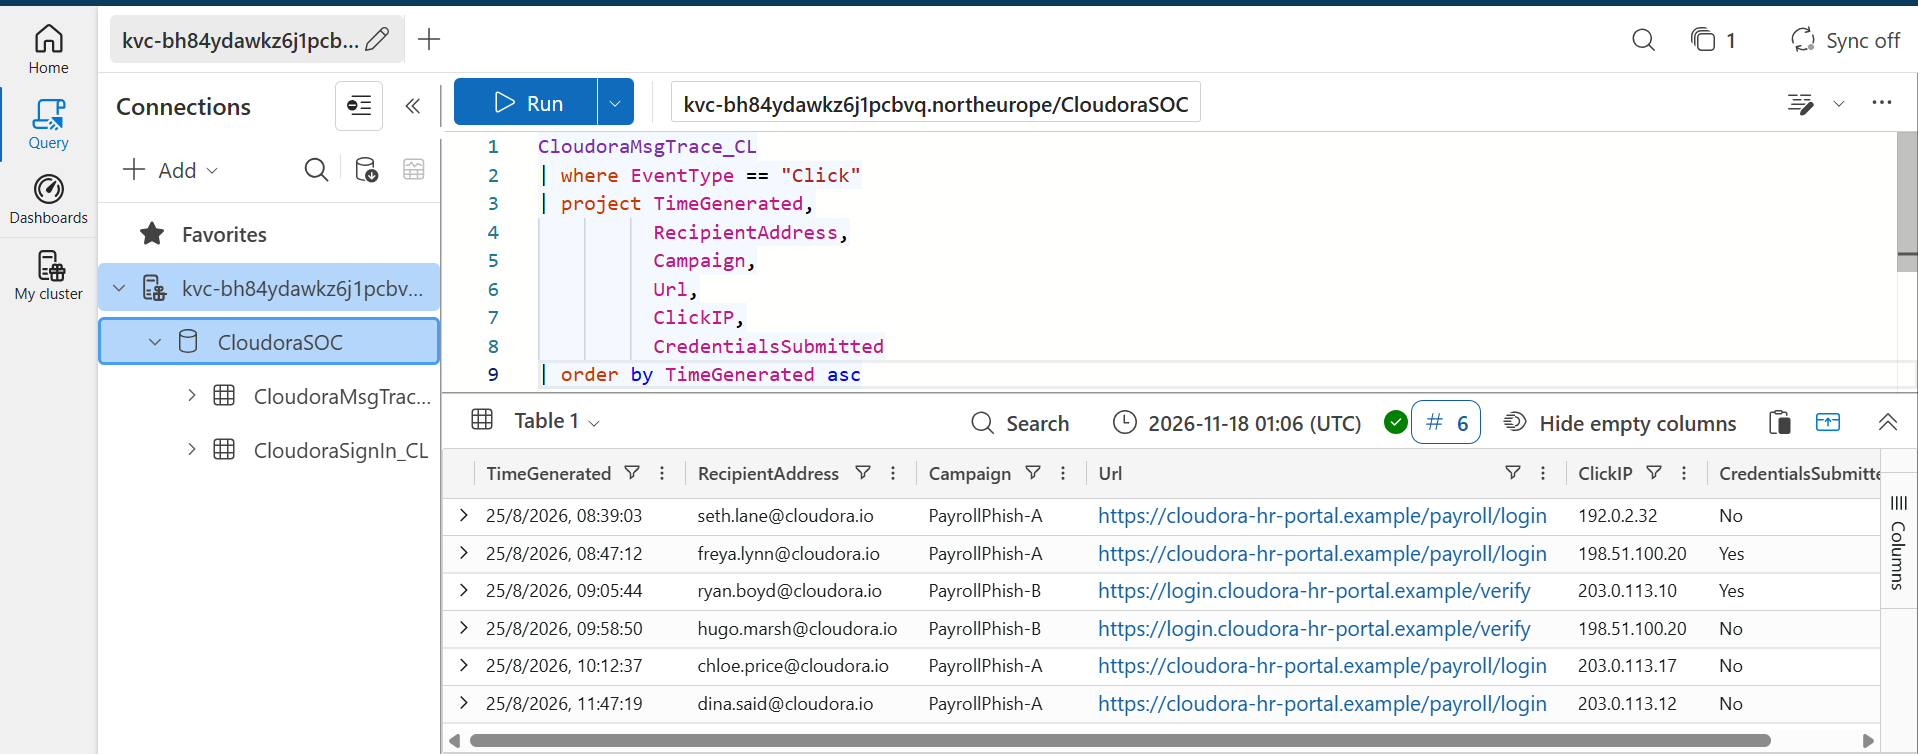 kvc-bh84ydawkz6j1pcb...
1
Sync off
Home
Query
Dashboards
My cluster
Connections
Add
Favorites
kvc-bh84ydawkz6j1pcbv...
CloudoraSOC
CloudoraMsgTrac...
CloudoraSignIn_CL
Run
kvc-bh84ydawkz6j1pcbvq.northeurope/CloudoraSOC
1 CloudoraMsgTrace_CL
2 | where EventType == "Click"
3 | project TimeGenerated,
4 RecipientAddress,
5 Campaign,
6 Url,
7 ClickIP,
8 CredentialsSubmitted
9 | order by TimeGenerated asc
Table 1 Search 2026-11-18 01:06 (UTC) # 6 Hide empty columns
TimeGenerated RecipientAddress Campaign Url ClickIP CredentialsSubmitte
25/8/2026, 08:39:03 seth.lane@cloudora.io PayrollPhish-A https://cloudora-hr-portal.example/payroll/login 192.0.2.32 No
25/8/2026, 08:47:12 freya.lynn@cloudora.io PayrollPhish-A https://cloudora-hr-portal.example/payroll/login 198.51.100.20 Yes
25/8/2026, 09:05:44 ryan.boyd@cloudora.io PayrollPhish-B https://login.cloudora-hr-portal.example/verify 203.0.113.10 Yes
25/8/2026, 09:58:50 hugo.marsh@cloudora.io PayrollPhish-B https://login.cloudora-hr-portal.example/verify 198.51.100.20 No
25/8/2026, 10:12:37 chloe.price@cloudora.io PayrollPhish-A https://cloudora-hr-portal.example/payroll/login 203.0.113.17 No
25/8/2026, 11:47:19 dina.said@cloudora.io PayrollPhish-A https://cloudora-hr-portal.example/payroll/login 203.0.113.12 No
Columns